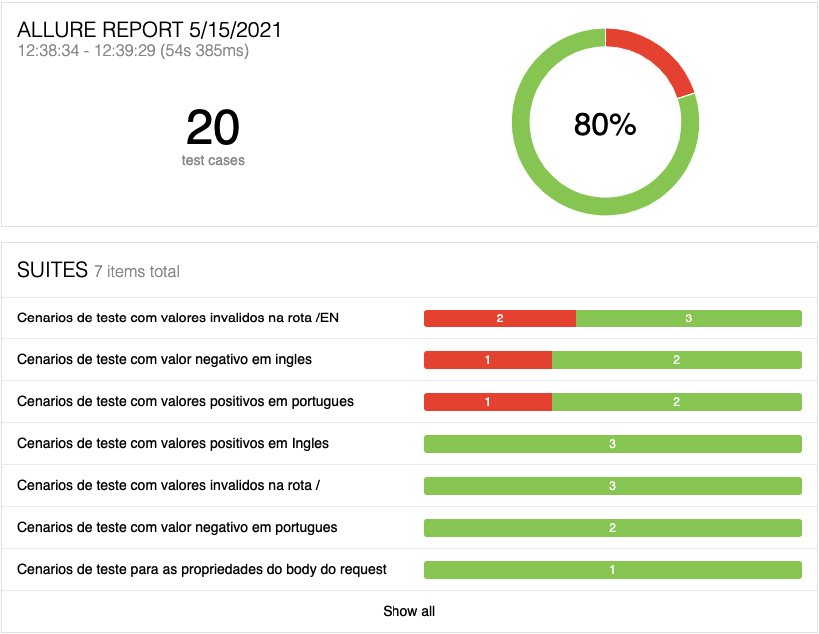 ALLURE REPORT 5/15/2021
12:38:34 - 12:39:29 (54s 385ms)
20
test cases
80%
SUITES 7 items total
Cenarios de teste com valores invalidos na rota /EN 2 3
Cenarios de teste com valor negativo em ingles 1 2
Cenarios de teste com valores positivos em portugues 1 2
Cenarios de teste com valores positivos em Ingles 3
Cenarios de teste com valores invalidos na rota / 3
Cenarios de teste com valor negativo em portugues 2
Cenarios de teste para as propriedades do body do request 1
Show all